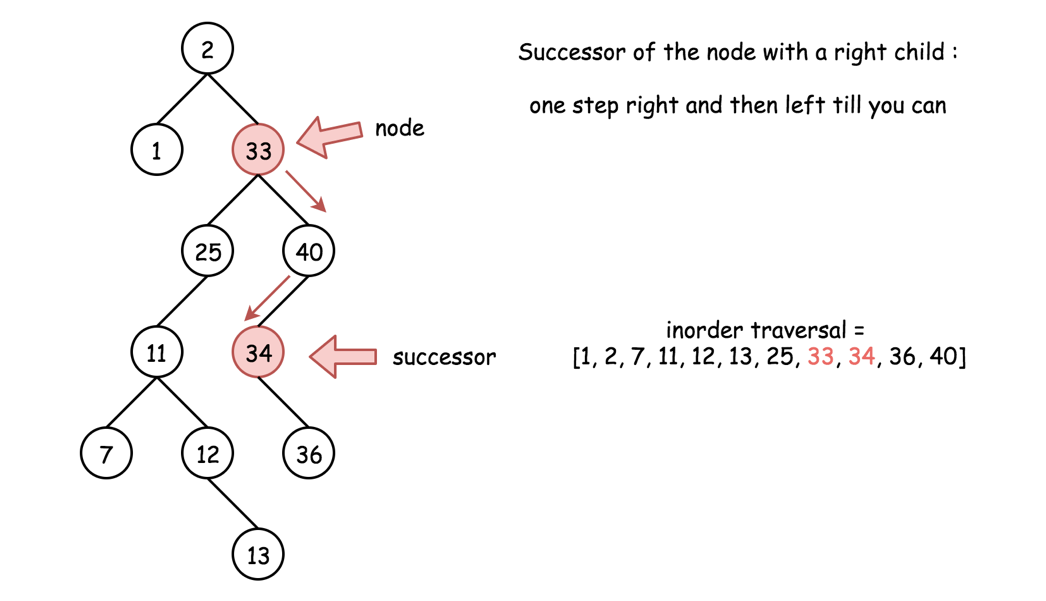 2
Successor of the node with a right child :
one step right and then left till you can
node
1
33
25
40
inorder traversal =
11
34
successor
[1, 2, 7, 11, 12, 13, 25, 33, 34, 36, 40]
7
12
36
13